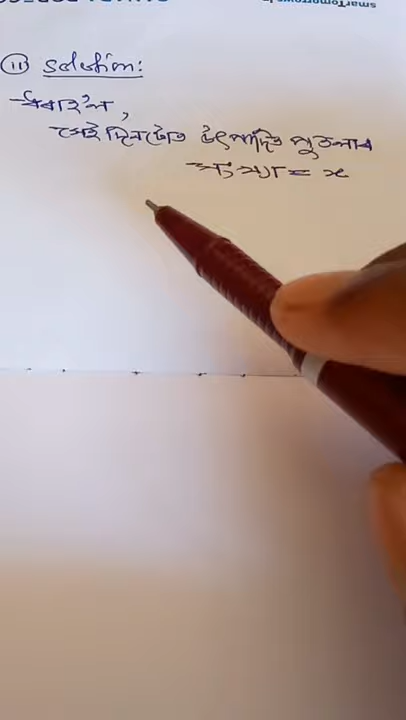 (ii) Solution:
ধৰাহ'ল,
সেই দিনটোত উৎপাদিত পুতলাৰ
সংখ্যা = x